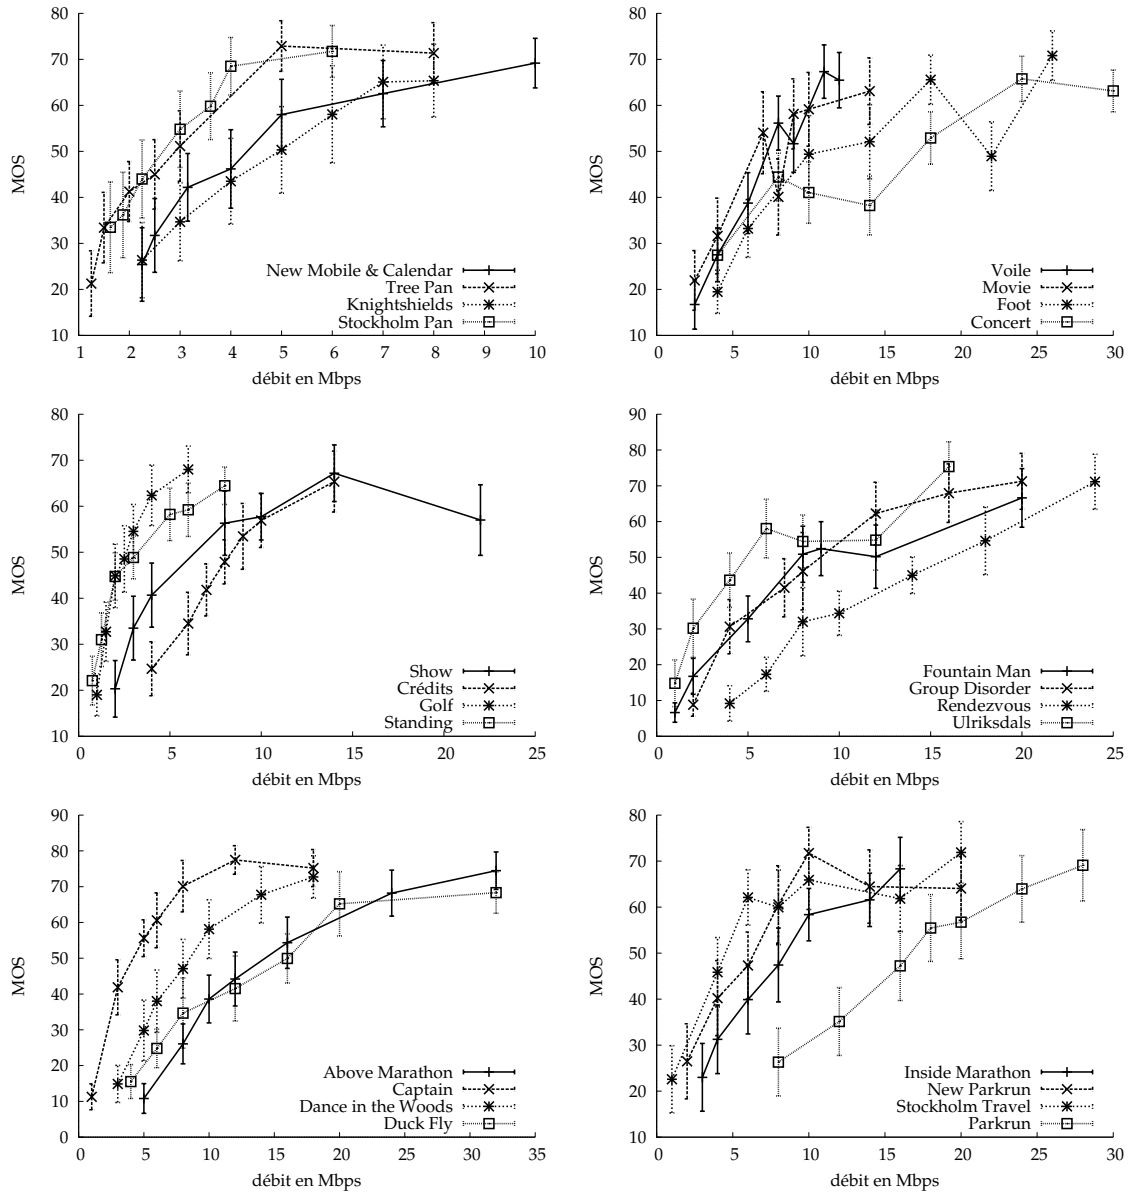 80
70
60
50
40
30
20
10
MOS
New Mobile & Calendar
Tree Pan
Knightshields
Stockholm Pan
1 2 3 4 5 6 7 8 9 10
débit en Mbps
80
70
60
50
40
30
20
10
MOS
Voile
Movie
Foot
Concert
0 5 10 15 20 25 30
débit en Mbps
80
70
60
50
40
30
20
10
MOS
Show
Crédits
Golf
Standing
0 5 10 15 20 25
débit en Mbps
90
80
70
60
50
40
30
20
10
0
MOS
Fountain Man
Group Disorder
Rendezvous
Ulriksdals
0 5 10 15 20 25
débit en Mbps
90
80
70
60
50
40
30
20
10
0
MOS
Above Marathon
Captain
Dance in the Woods
Duck Fly
0 5 10 15 20 25 30 35
débit en Mbps
80
70
60
50
40
30
20
10
MOS
Inside Marathon
New Parkrun
Stockholm Travel
Parkrun
0 5 10 15 20 25 30
débit en Mbps